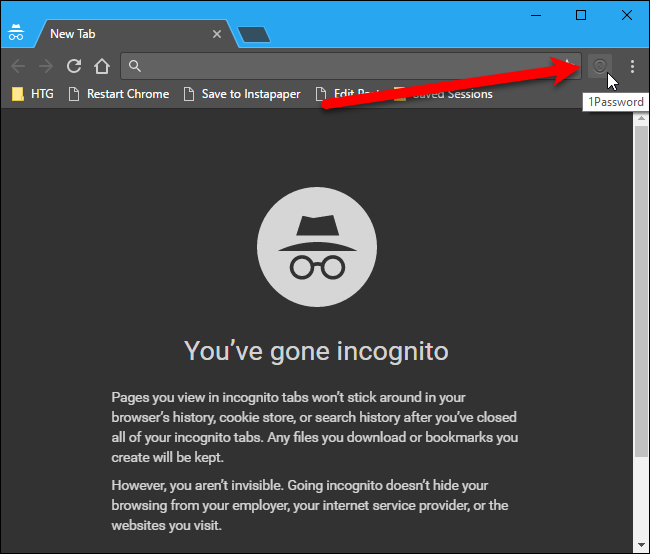 New Tab
HTG Restart Chrome Save to Instapaper Edit Saved Sessions
1Password
You've gone incognito
Pages you view in incognito tabs won't stick around in your
browser's history, cookie store, or search history after you've closed
all of your incognito tabs. Any files you download or bookmarks you
create will be kept.
However, you aren't invisible. Going incognito doesn't hide your
browsing from your employer, your internet service provider, or the
websites you visit.